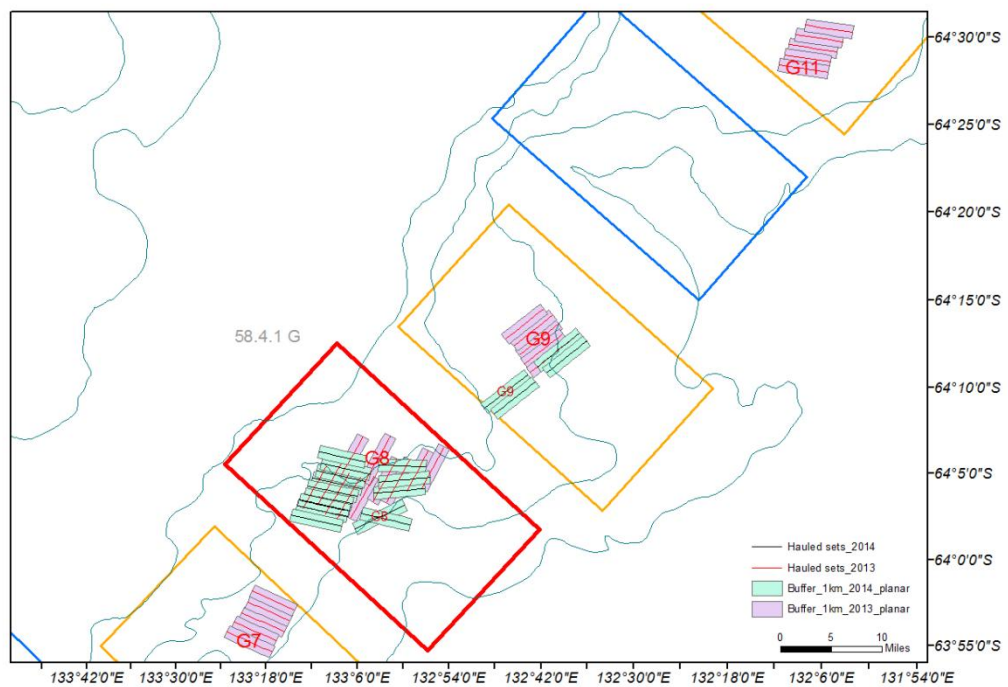 G11
64°30'0"S
64°25'0"S
64°20'0"S
64°15'0"S
64°10'0"S
64°5'0"S
64°0'0"S
63°55'0"S
58.4.1 G
G9
G9
G8
G8
G7
Hauled sets_2014
Hauled sets_2013
Buffer_1km_2014_planar
Buffer_1km_2013_planar
0 5 10
Miles
133°42'0"E 133°30'0"E 133°18'0"E 133°6'0"E 132°54'0"E 132°42'0"E 132°30'0"E 132°18'0"E 132°6'0"E 131°54'0"E